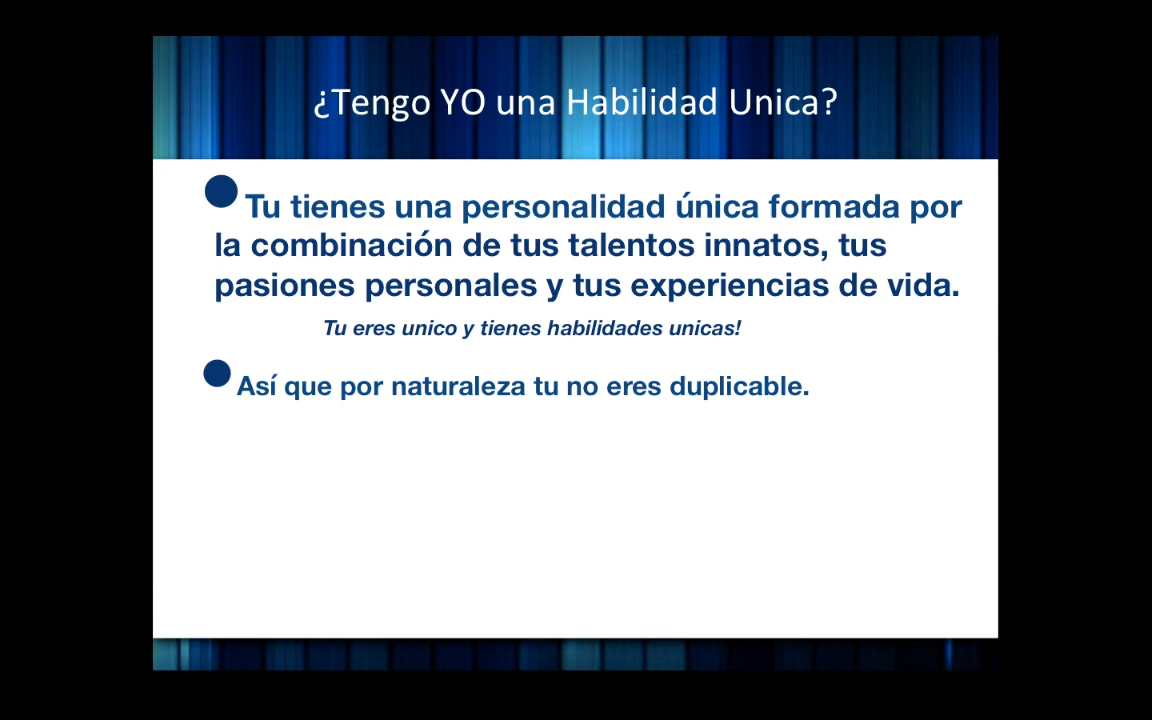 ¿Tengo YO una Habilidad Unica?
Tu tienes una personalidad única formada por
la combinación de tus talentos innatos, tus
pasiones personales y tus experiencias de vida.
Tu eres unico y tienes habilidades unicas!
Así que por naturaleza tu no eres duplicable.